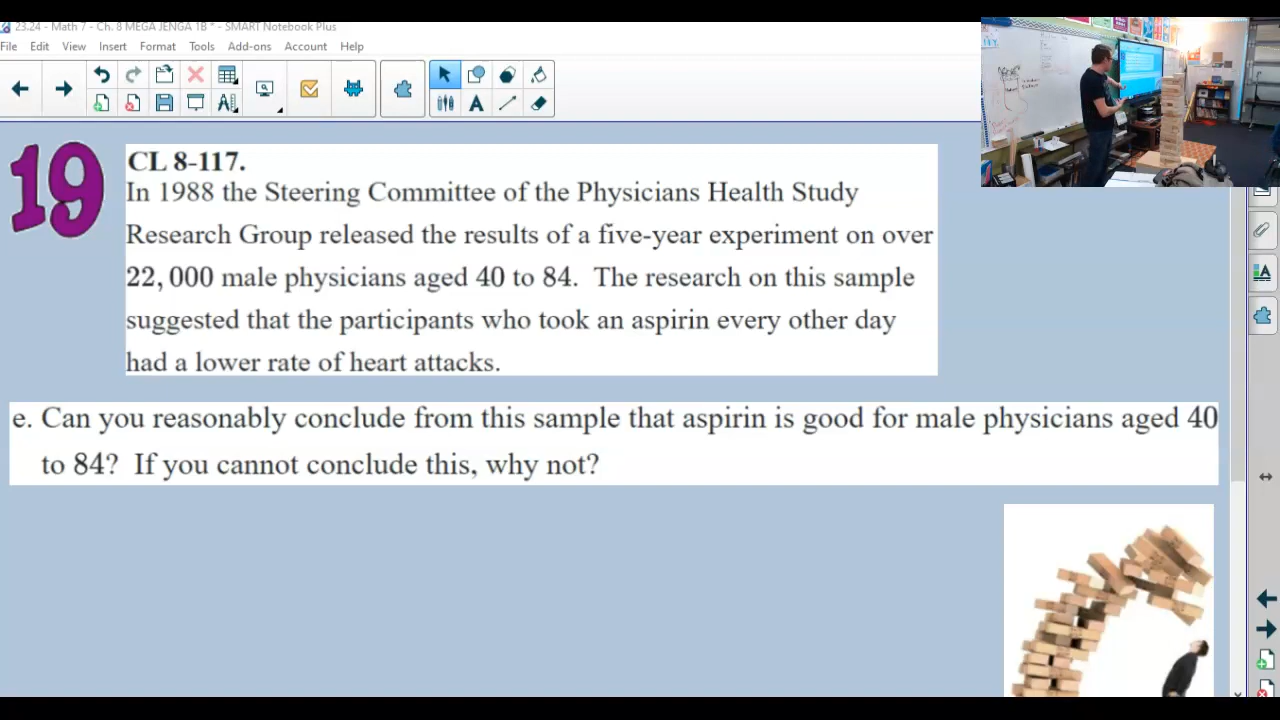 23.24 - Math 7 - Ch. 8 MEGA JENGA 1B * - SMART Notebook Plus
File Edit View Insert Format Tools Add-ons Account Help
19
CL 8-117.
In 1988 the Steering Committee of the Physicians Health Study
Research Group released the results of a five-year experiment on over
22,000 male physicians aged 40 to 84. The research on this sample
suggested that the participants who took an aspirin every other day
had a lower rate of heart attacks.
e. Can you reasonably conclude from this sample that aspirin is good for male physicians aged 40
to 84? If you cannot conclude this, why not?